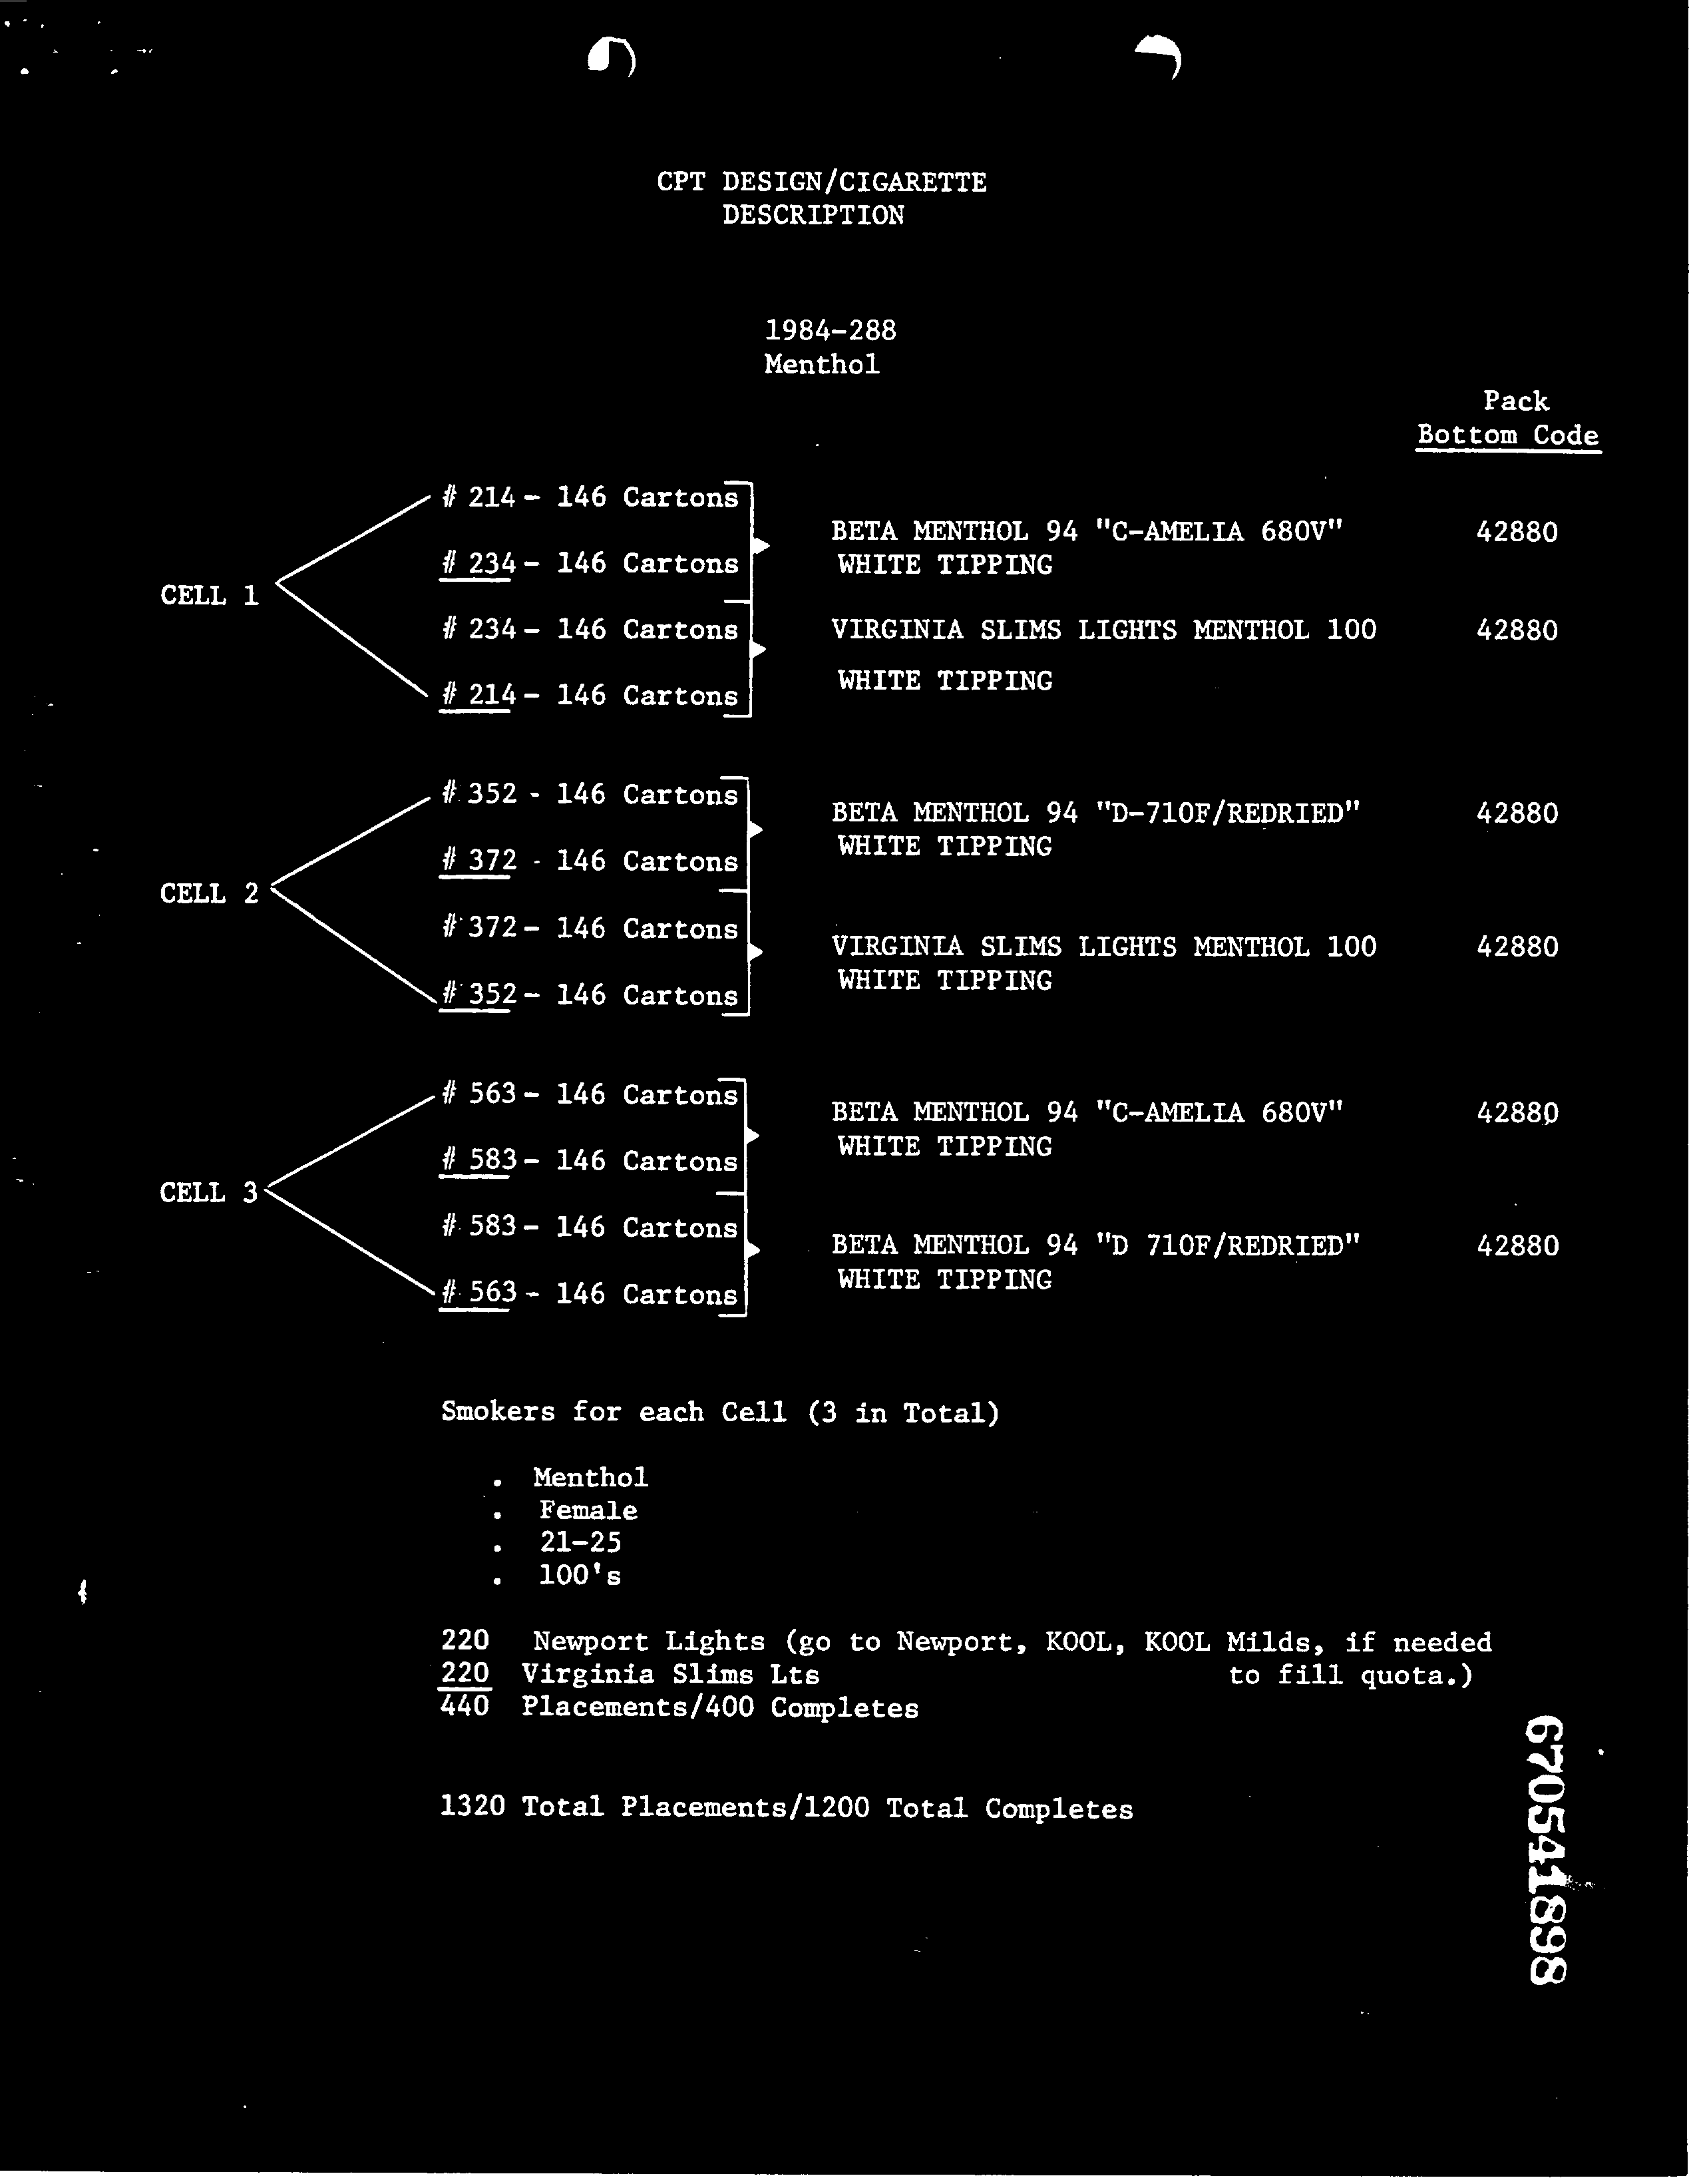 CPT DESIGN/CIGARETTE
DESCRIPTION
1984-288
Menthol
Pack
Bottom Code
# 214 - 146 Cartons
BETA MENTHOL 94 "C-AMELIA 680V" 42880
# 234 - 146 Cartons
WHITE TIPPING
CELL 1
# 234 - 146 Cartons
VIRGINIA SLIMS LIGHTS MENTHOL 100 42880
WHITE TIPPING
# 214 - 146 Cartons
# 352 - 146 Cartons
BETA MENTHOL 94 "D-710F/REDRIED" 42880
WHITE TIPPING
# 372 - 146 Cartons
CELL 2
# 372 - 146 Cartons
VIRGINIA SLIMS LIGHTS MENTHOL 100 42880
WHITE TIPPING
# 352 - 146 Cartons
# 563 - 146 Cartons
BETA MENTHOL 94 "C-AMELIA 680V" 42880
WHITE TIPPING
# 583 - 146 Cartons
CELL 3
# 583 - 146 Cartons
BETA MENTHOL 94 "D 710F/REDRIED" 42880
WHITE TIPPING
# 563 - 146 Cartons
Smokers for each Cell (3 in Total)
. Menthol
. Female
. 21-25
. 100's
220 Newport Lights (go to Newport, KOOL, KOOL Milds, if needed
220 Virginia Slims Lts to fill quota.)
440 Placements/400 Completes
1320 Total Placements/1200 Total Completes
670541898